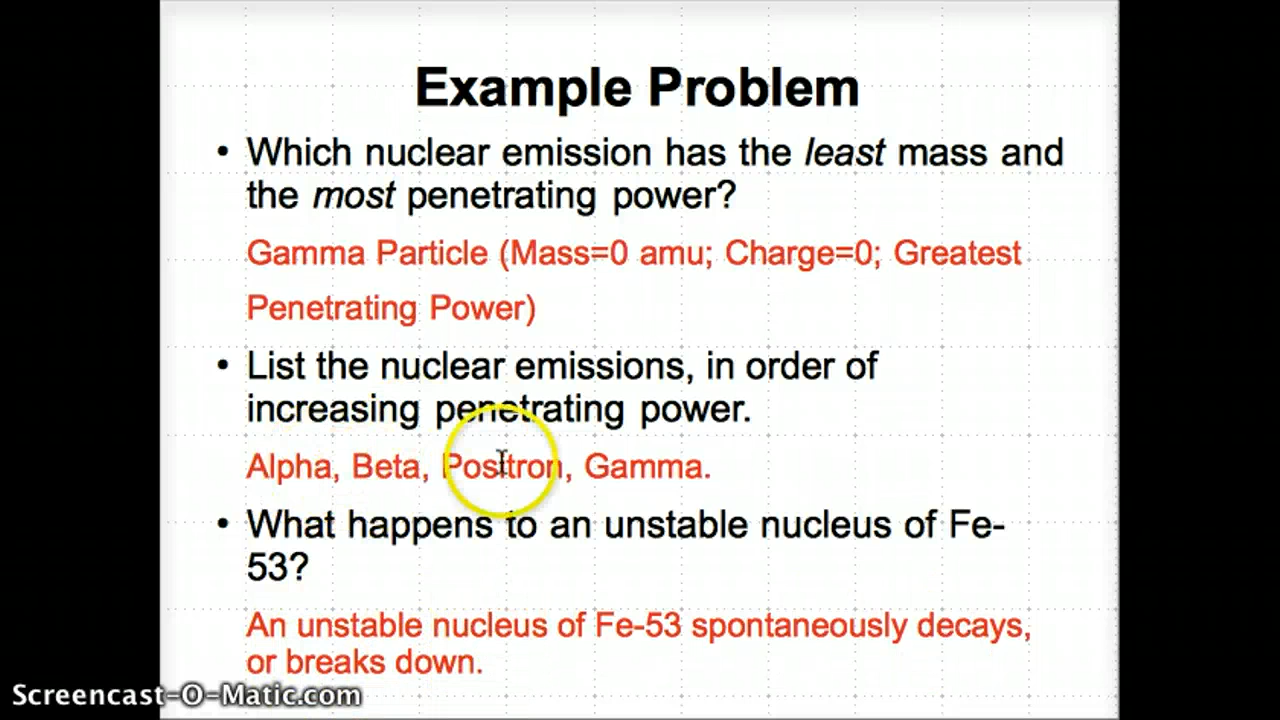 Example Problem
• Which nuclear emission has the least mass and
the most penetrating power?
Gamma Particle (Mass=0 amu; Charge=0; Greatest
Penetrating Power)
• List the nuclear emissions, in order of
increasing penetrating power.
Alpha, Beta, Positron, Gamma.
• What happens to an unstable nucleus of Fe-
53?
An unstable nucleus of Fe-53 spontaneously decays,
or breaks down.
Screencast-O-Matic.com